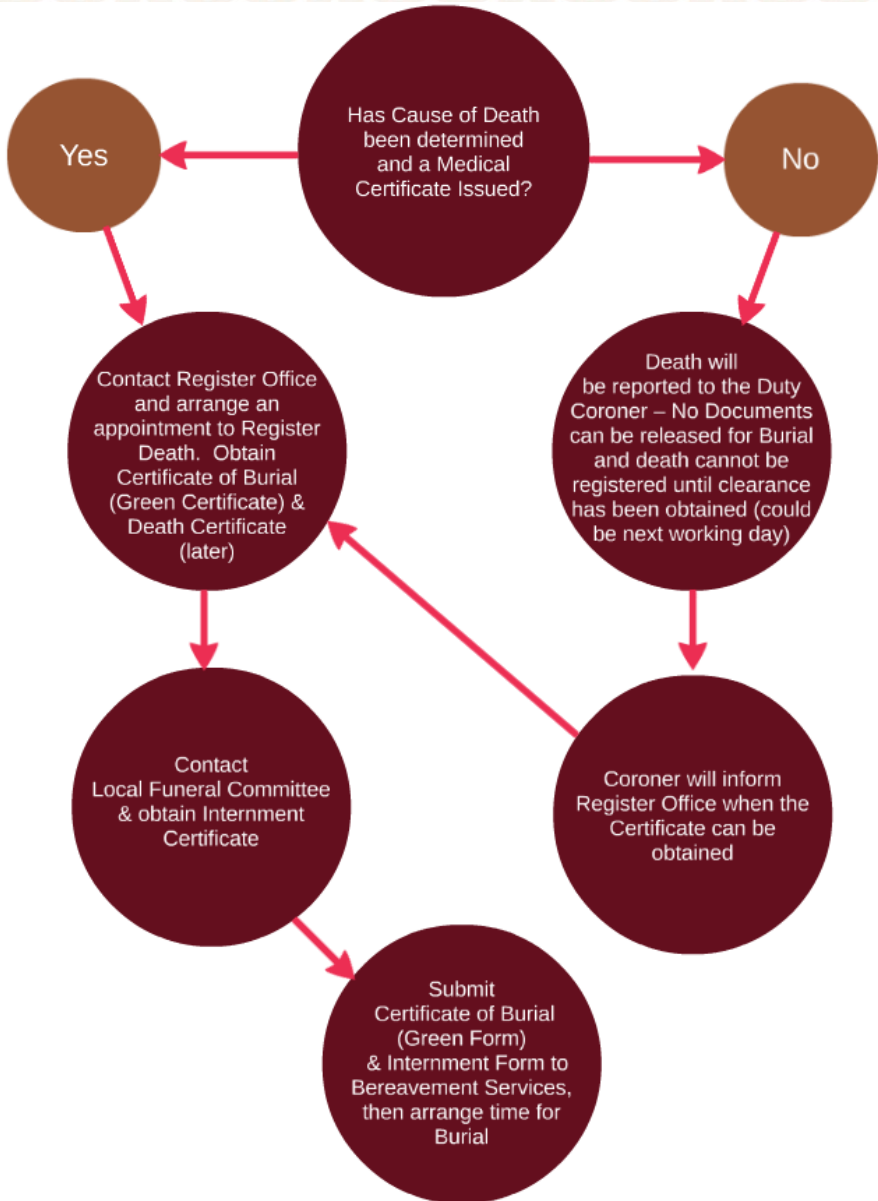 Has Cause of Death
been determined
and a Medical
Certificate Issued?
Yes
No
Contact Register Office
and arrange an
appointment to Register
Death. Obtain
Certificate of Burial
(Green Certificate) &
Death Certificate
(later)
Death will
be reported to the Duty
Coroner – No Documents
can be released for Burial
and death cannot be
registered until clearance
has been obtained (could
be next working day)
Contact
Local Funeral Committee
& obtain Internment
Certificate
Coroner will inform
Register Office when the
Certificate can be
obtained
Submit
Certificate of Burial
(Green Form)
& Internment Form to
Bereavement Services,
then arrange time for
Burial